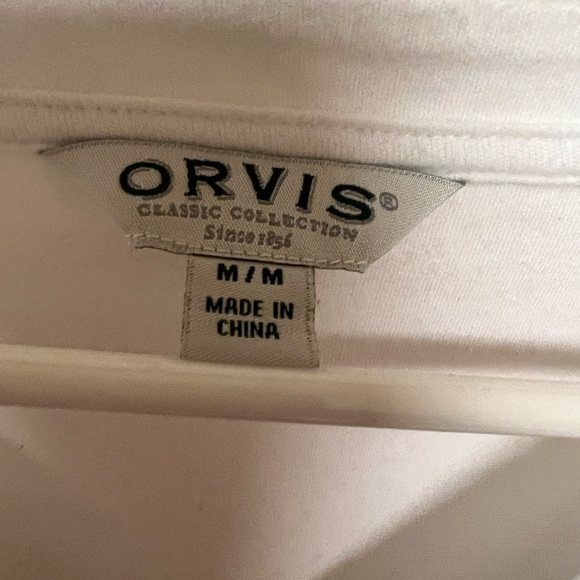 ORVIS®
CLASSIC COLLECTION
Since 1856
M/M
MADE IN
CHINA